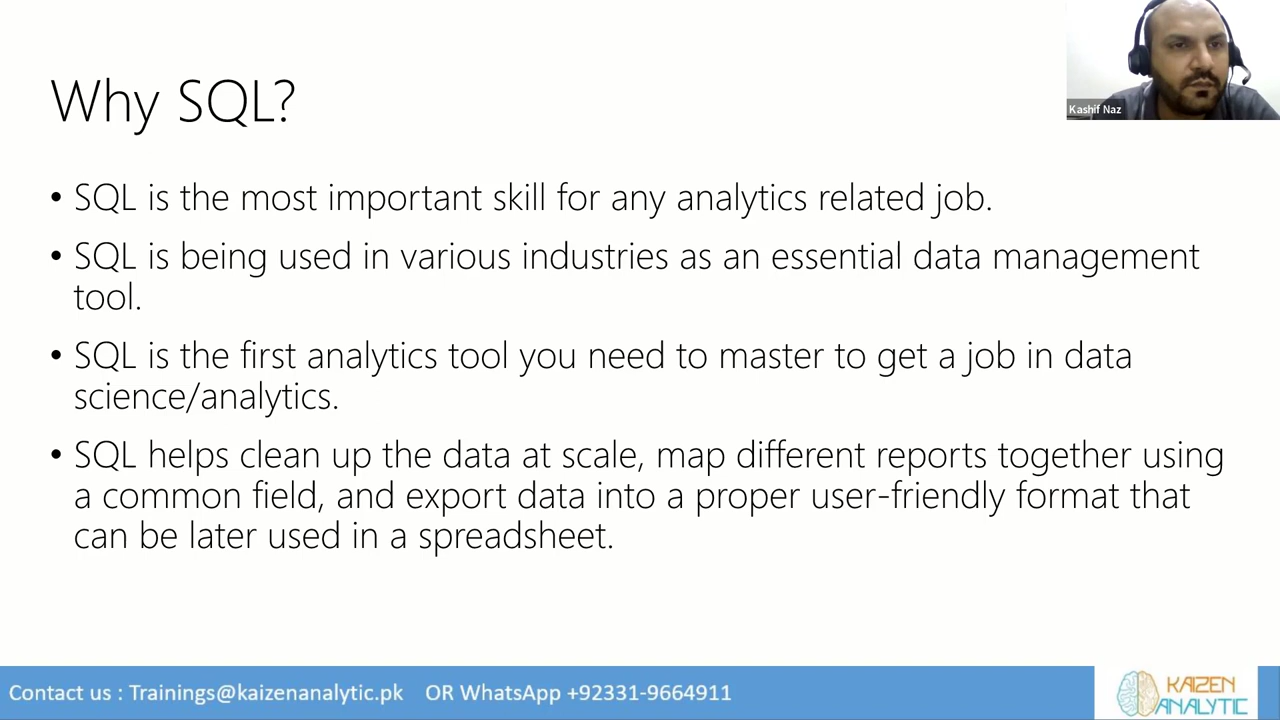 Why SQL?
Kashif Naz
• SQL is the most important skill for any analytics related job.
• SQL is being used in various industries as an essential data management
tool.
• SQL is the first analytics tool you need to master to get a job in data
science/analytics.
• SQL helps clean up the data at scale, map different reports together using
a common field, and export data into a proper user-friendly format that
can be later used in a spreadsheet.
Contact us : Trainings@kaizenanalytic.pk OR WhatsApp +92331-9664911
KAIZEN
ANALYTIC